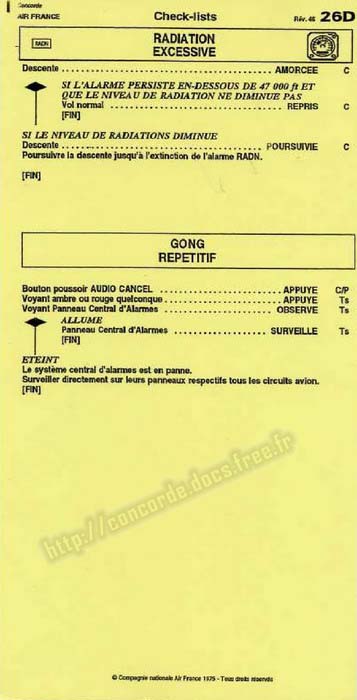 Concorde
AIR FRANCE Check-lists Rév. 46 26D
RADN RADIATION
EXCESSIVE
Descente AMORCEE C
SI L'ALARME PERSISTE EN-DESSOUS DE 47 000 ft ET
QUE LE NIVEAU DE RADIATION NE DIMINUE PAS
Vol normal REPRIS C
[FIN]
SI LE NIVEAU DE RADIATIONS DIMINUE
Descente POURSUIVIE C
Poursuivre la descente jusqu'à l'extinction de l'alarme RADN.
[FIN]
GONG
REPETITIF
Bouton poussoir AUDIO CANCEL APPUYE C/P
Voyant ambre ou rouge quelconque APPUYE Ts
Voyant Panneau Central d'Alarmes OBSERVE Ts
ALLUME
Panneau Central d'Alarmes SURVEILLE Ts
[FIN]
ETEINT
Le système central d'alarmes est en panne.
Surveiller directement sur leurs panneaux respectifs tous les circuits avion.
[FIN]
http://concorde.docs.free.fr
© Compagnie nationale Air France 1975 - Tous droits réservés